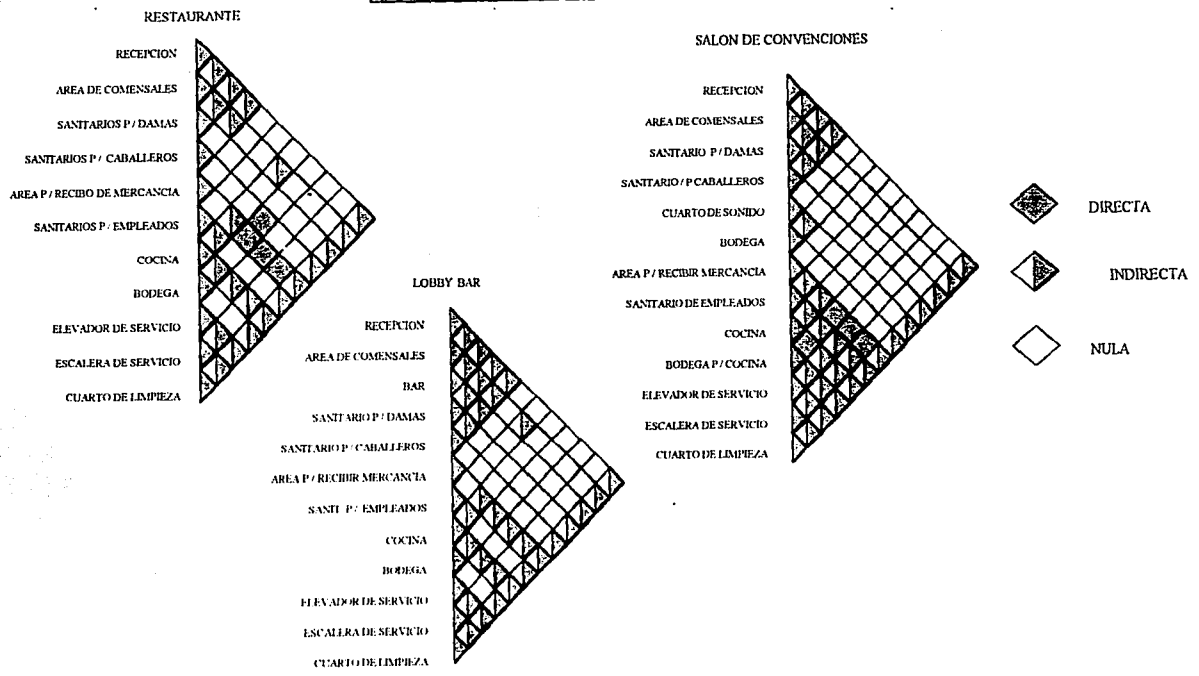 RESTAURANTE
RECEPCION
AREA DE COMENSALES
SANITARIOS P / DAMAS
SANITARIOS P / CABALLEROS
AREA P / RECIBO DE MERCANCIA
SANITARIOS P / EMPLEADOS
COCINA
BODEGA
ELEVADOR DE SERVICIO
ESCALERA DE SERVICIO
CUARTO DE LIMPIEZA
LOBBY BAR
RECEPCION
AREA DE COMENSALES
BAR
SANITARIO P / DAMAS
SANITARIO P / CABALLEROS
AREA P / RECIBIR MERCANCIA
SANIT P / EMPLEADOS
COCINA
BODEGA
ELEVADOR DE SERVICIO
ESCALERA DE SERVICIO
CUARTO DE LIMPIEZA
SALON DE CONVENCIONES
RECEPCION
AREA DE COMENSALES
SANITARIO P / DAMAS
SANITARIO / P CABALLEROS
CUARTO DE SONIDO
BODEGA
AREA P / RECIBIR MERCANCIA
SANITARIO DE EMPLEADOS
COCINA
BODEGA P / COCINA
ELEVADOR DE SERVICIO
ESCALERA DE SERVICIO
CUARTO DE LIMPIEZA
DIRECTA
INDIRECTA
NULA